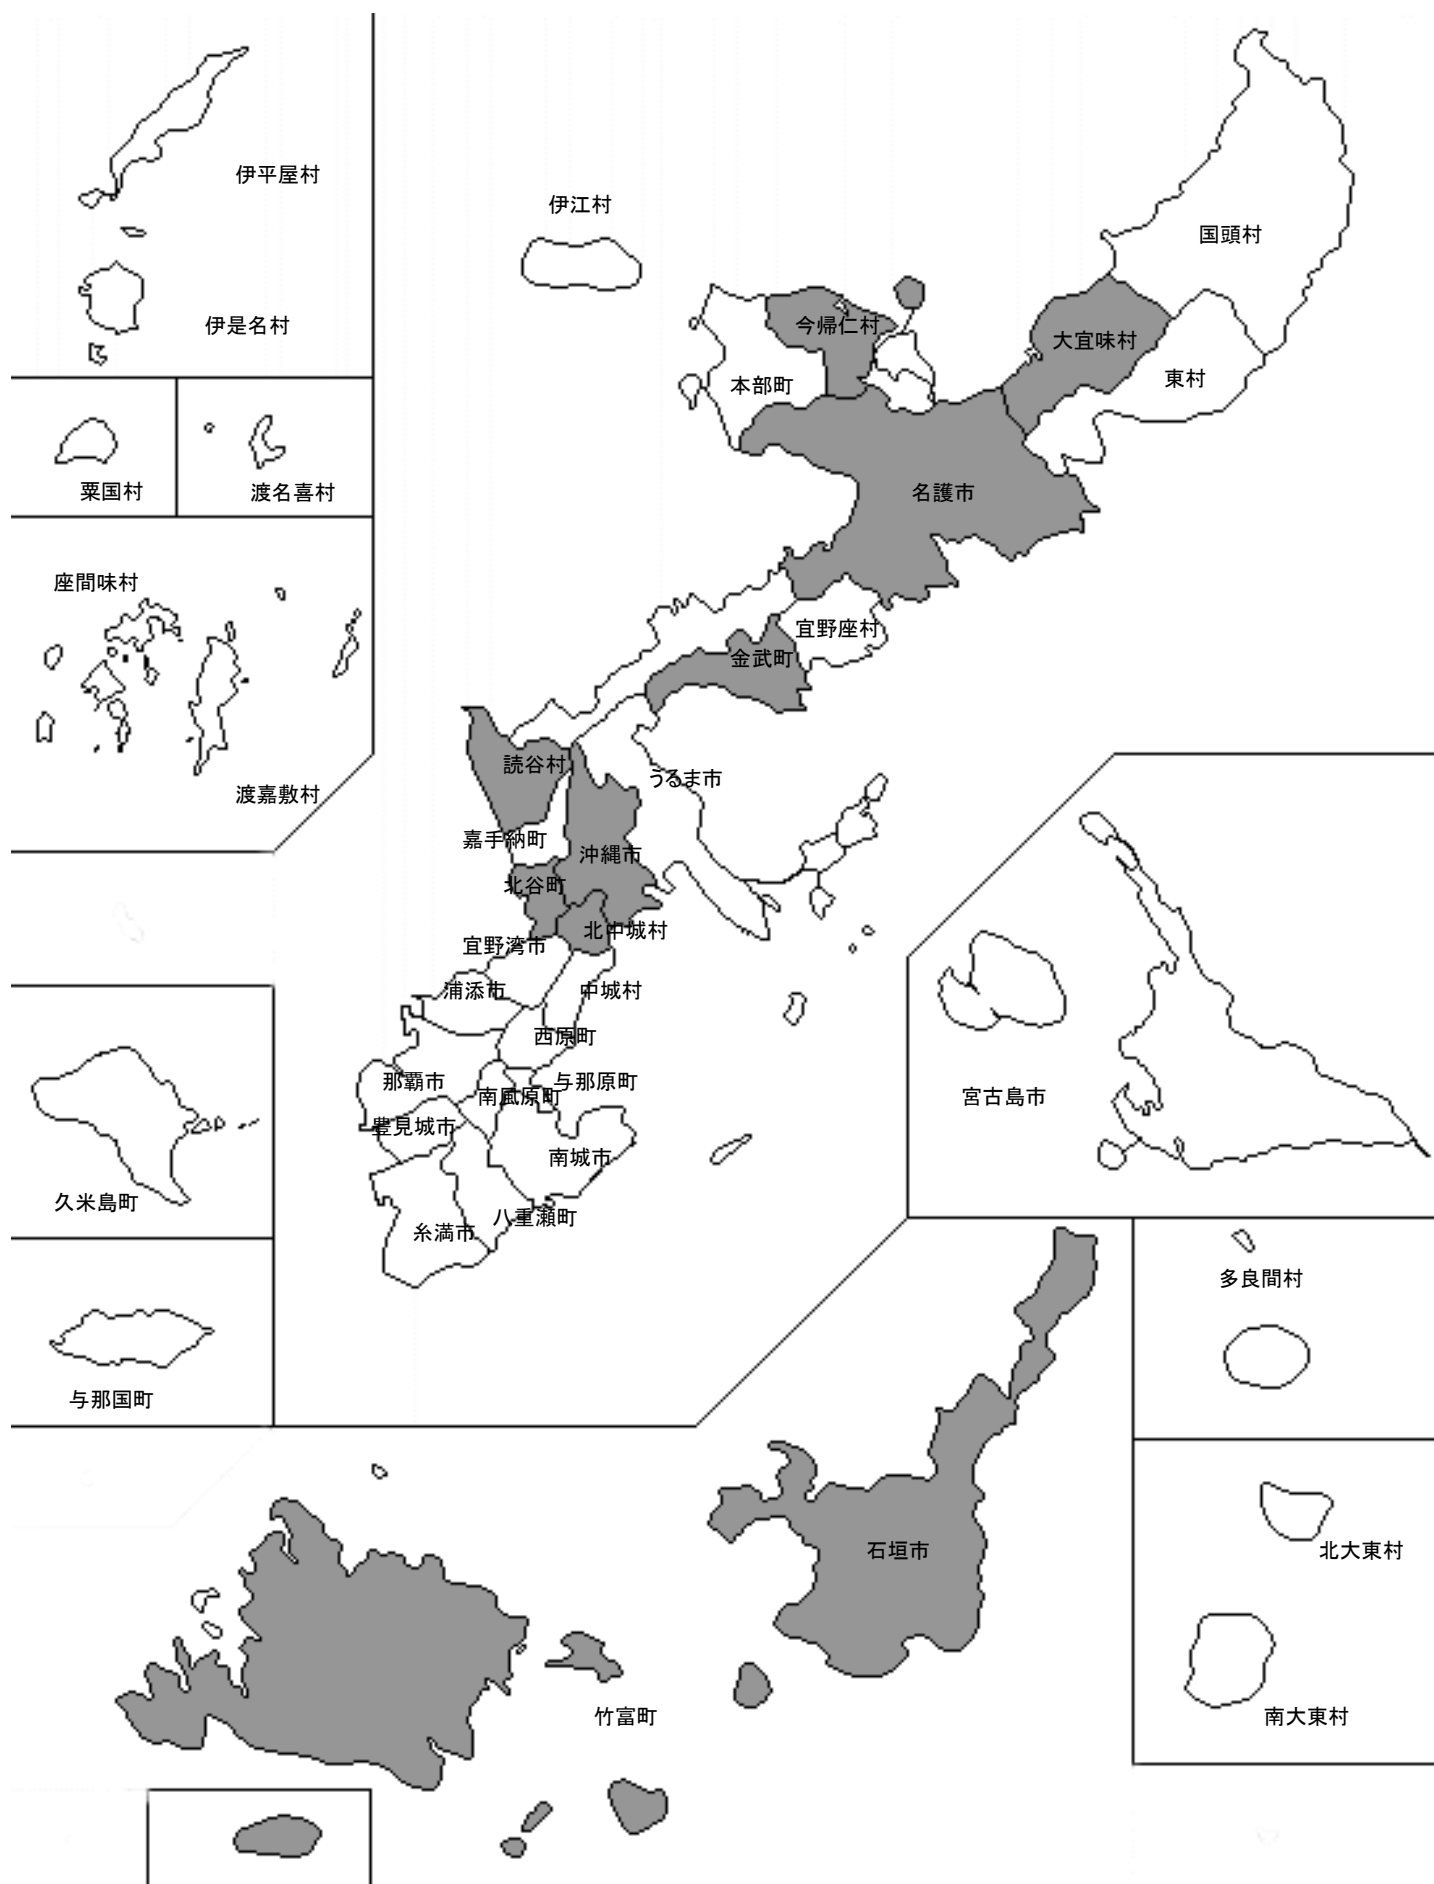 伊平屋村
伊江村
国頭村
伊是名村
今帰仁村
大宜味村
本部町
東村
粟国村
渡名喜村
名護市
座間味村
宜野座村
金武町
読谷村
うるま市
渡嘉敷村
嘉手納町
沖縄市
北谷町
北中城村
宜野湾市
浦添市
中城村
西原町
那覇市
与那原町
南風原町
宮古島市
豊見城市
南城市
久米島町
八重瀬町
糸満市
多良間村
与那国町
石垣市
北大東村
竹富町
南大東村